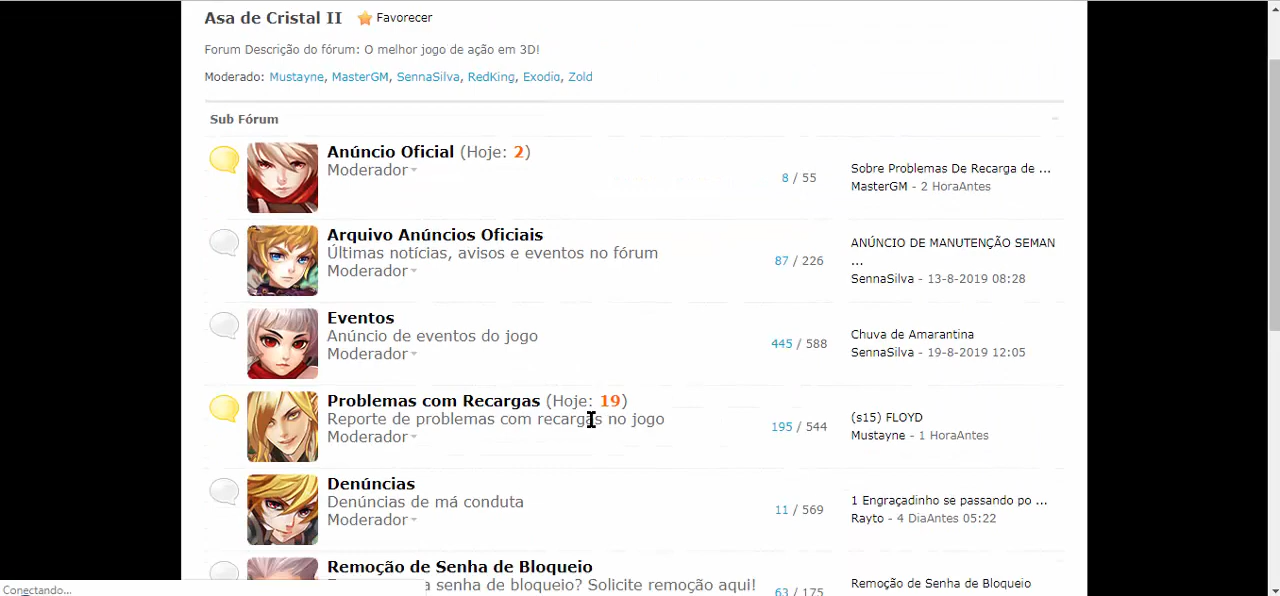 Asa de Cristal II Favorecer
Forum Descrição do fórum: O melhor jogo de ação em 3D!
Moderado: Mustayne, MasterGM, SennaSilva, RedKing, Exodia, Zold
Sub Fórum
Anúncio Oficial (Hoje: 2)
Moderador
8 / 55
Sobre Problemas De Recarga de ...
MasterGM - 2 HoraAntes
Arquivo Anúncios Oficiais
Últimas notícias, avisos e eventos no fórum
Moderador
87 / 226
ANÚNCIO DE MANUTENÇÃO SEMAN
...
SennaSilva - 13-8-2019 08:28
Eventos
Anúncio de eventos do jogo
Moderador
445 / 588
Chuva de Amarantina
SennaSilva - 19-8-2019 12:05
Problemas com Recargas (Hoje: 19)
Reporte de problemas com recargas no jogo
Moderador
195 / 544
(s15) FLOYD
Mustayne - 1 HoraAntes
Denúncias
Denúncias de má conduta
Moderador
11 / 569
1 Engraçadinho se passando po ...
Rayto - 4 DiaAntes 05:22
Remoção de Senha de Bloqueio
a senha de bloqueio? Solicite remoção aqui!
63 / 175
Remoção de Senha de Bloqueio
Conectando...